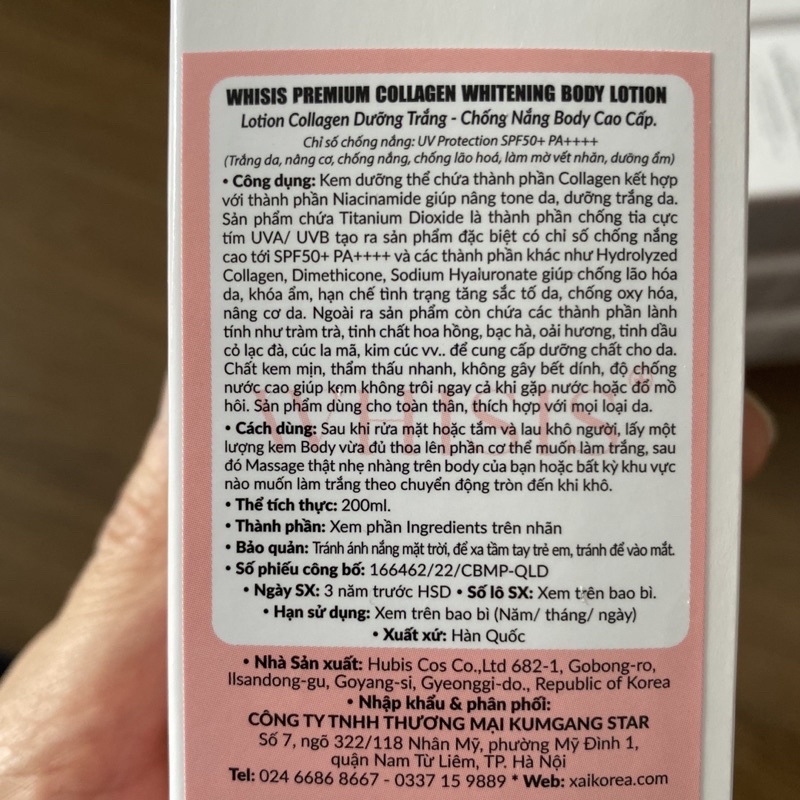 WHISIS PREMIUM COLLAGEN WHITENING BODY LOTION
Lotion Collagen Dưỡng Trắng - Chống Nắng Body Cao Cấp.
Chỉ số chống nắng: UV Protection SPF50+ PA++++
(Trắng da, nâng cơ, chống nắng, chống lão hoá, làm mờ vết nhăn, dưỡng ẩm)
• Công dụng: Kem dưỡng thể chứa thành phần Collagen kết hợp
với thành phần Niacinamide giúp nâng tone da, dưỡng trắng da.
Sản phẩm chứa Titanium Dioxide là thành phần chống tia cực
tím UVA/ UVB tạo ra sản phẩm đặc biệt có chỉ số chống nắng
cao tới SPF50+ PA++++ và các thành phần khác như Hydrolyzed
Collagen, Dimethicone, Sodium Hyaluronate giúp chống lão hóa
da, khóa ẩm, hạn chế tình trạng tăng sắc tố da, chống oxy hóa,
nâng cơ da. Ngoài ra sản phẩm còn chứa các thành phần lành
tính như tràm trà, tinh chất hoa hồng, bạc hà, oải hương, tinh dầu
cỏ lạc đà, cúc la mã, kim cúc vv.. để cung cấp dưỡng chất cho da.
Chất kem mịn, thẩm thấu nhanh, không gây bết dính, độ chống
nước cao giúp kem không trôi ngay cả khi gặp nước hoặc đổ mồ
hôi. Sản phẩm dùng cho toàn thân, thích hợp với mọi loại da.
WHISIS
• Cách dùng: Sau khi rửa mặt hoặc tắm và lau khô người, lấy một
lượng kem Body vừa đủ thoa lên phần cơ thể muốn làm trắng, sau
đó Massage thật nhẹ nhàng trên body của bạn hoặc bất kỳ khu vực
nào muốn làm trắng theo chuyển động tròn đến khi khô.
• Thể tích thực: 200ml.
• Thành phần: Xem phần Ingredients trên nhãn
• Bảo quản: Tránh ánh nắng mặt trời, để xa tầm tay trẻ em, tránh để vào mắt.
• Số phiếu công bố: 166462/22/CBMP-QLD
• Ngày SX: 3 năm trước HSD • Số lô SX: Xem trên bao bì.
• Hạn sử dụng: Xem trên bao bì (Năm/ tháng/ ngày)
• Xuất xứ: Hàn Quốc
• Nhà Sản xuất: Hubis Cos Co.,Ltd 682-1, Gobong-ro,
Ilsandong-gu, Goyang-si, Gyeonggi-do., Republic of Korea
• Nhập khẩu & phân phối:
CÔNG TY TNHH THƯƠNG MẠI KUMGANG STAR
Số 7, ngõ 322/118 Nhân Mỹ, phường Mỹ Đình 1,
quận Nam Từ Liêm, TP. Hà Nội
Tel: 024 6686 8667 - 0337 15 9889 * Web: xaikorea.com